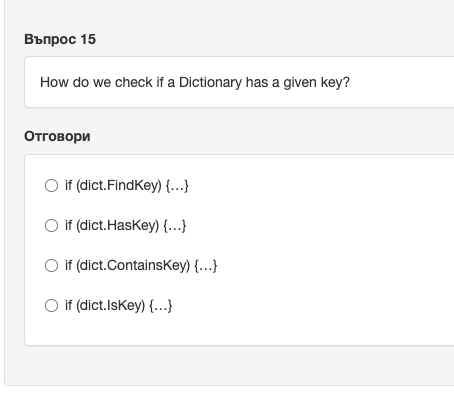 Въпрос 15
How do we check if a Dictionary has a given key?
Отговори
if (dict.FindKey) {...}
if (dict.HasKey) {...}
if (dict.ContainsKey) {...}
if (dict.IsKey) {...}